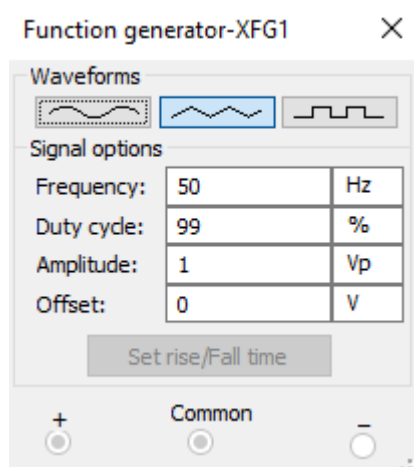 Function generator-XFG1
Waveforms
Signal options
Frequency: 50 Hz
Duty cycle: 99 %
Amplitude: 1 Vp
Offset: 0 V
Set rise/Fall time
+ Common −